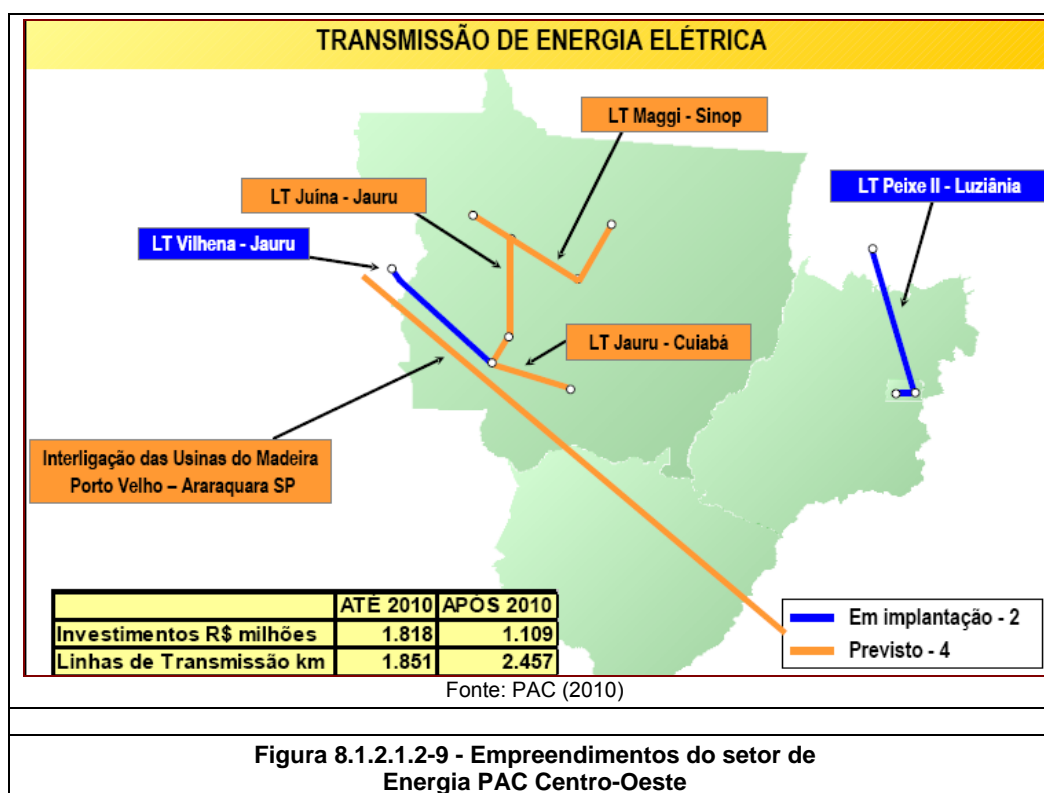 TRANSMISSÃO DE ENERGIA ELÉTRICA
LT Maggi - Sinop
LT Juína - Jauru
LT Peixe II - Luziânia
LT Vilhena - Jauru
LT Jauru - Cuiabá
Interligação das Usinas do Madeira
Porto Velho – Araraquara SP
ATÉ 2010 APÓS 2010
Investimentos R$ milhões 1.818 1.109
Linhas de Transmissão km 1.851 2.457
Em implantação - 2
Previsto - 4
Fonte: PAC (2010)
Figura 8.1.2.1.2-9 - Empreendimentos do setor de
Energia PAC Centro-Oeste